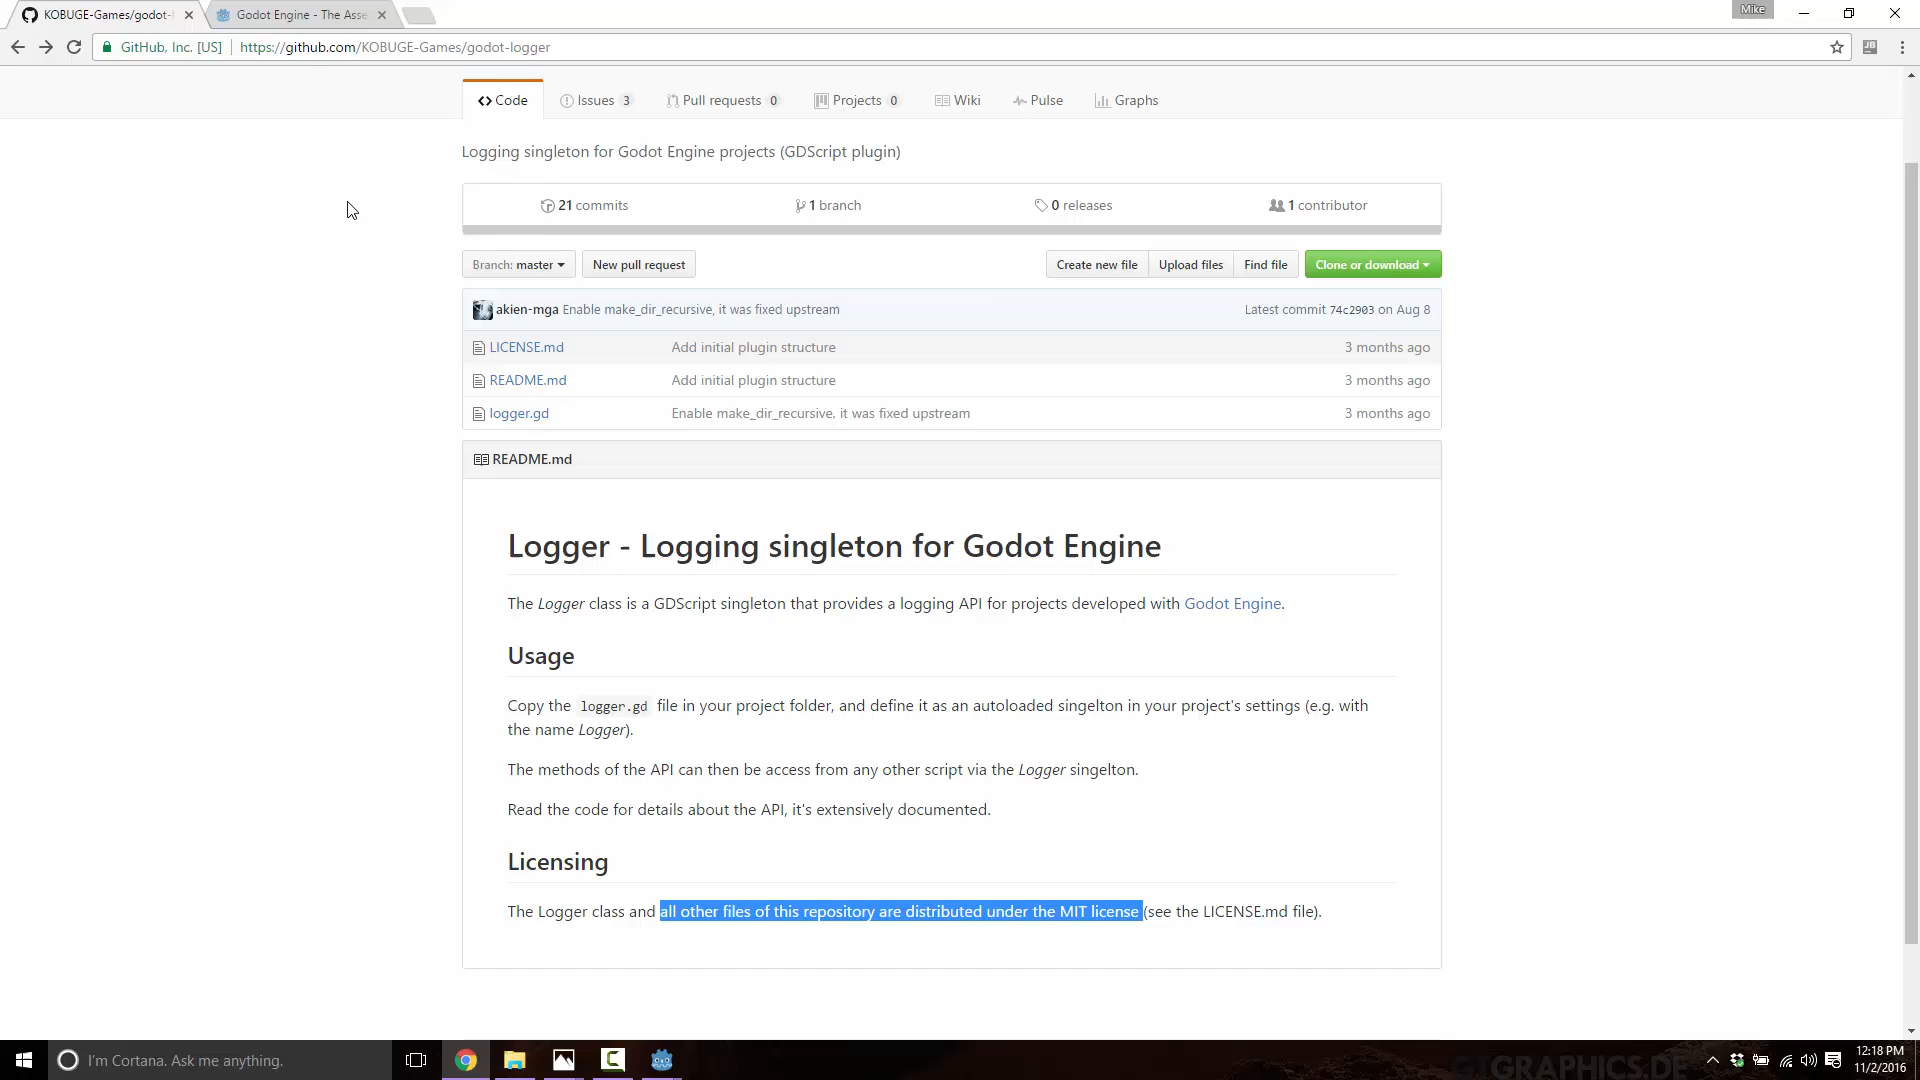 KOBUGE-Games/godot-
Godot Engine - The Asse
Mike
GitHub, Inc. [US]
https://github.com/KOBUGE-Games/godot-logger
JB
Code
Issues 3
Pull requests 0
Projects 0
Wiki
Pulse
Graphs
Logging singleton for Godot Engine projects (GDScript plugin)
21 commits
1 branch
0 releases
1 contributor
Branch: master
New pull request
Create new file
Upload files
Find file
Clone or download
akien-mga Enable make_dir_recursive, it was fixed upstream
Latest commit 74c2903 on Aug 8
LICENSE.md
Add initial plugin structure
3 months ago
README.md
Add initial plugin structure
3 months ago
logger.gd
Enable make_dir_recursive, it was fixed upstream
3 months ago
README.md
Logger - Logging singleton for Godot Engine
The Logger class is a GDScript singleton that provides a logging API for projects developed with Godot Engine.
Usage
Copy the logger.gd file in your project folder, and define it as an autoloaded singelton in your project's settings (e.g. with
the name Logger).
The methods of the API can then be access from any other script via the Logger singelton.
Read the code for details about the API, it's extensively documented.
Licensing
The Logger class and all other files of this repository are distributed under the MIT license (see the LICENSE.md file).
I'm Cortana. Ask me anything.
GTGRAPHICS.DE
12:18 PM
11/2/2016